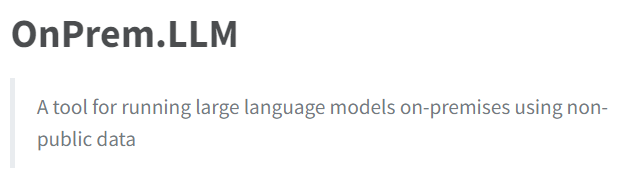 OnPrem.LLM
A tool for running large language models on-premises using non-
public data